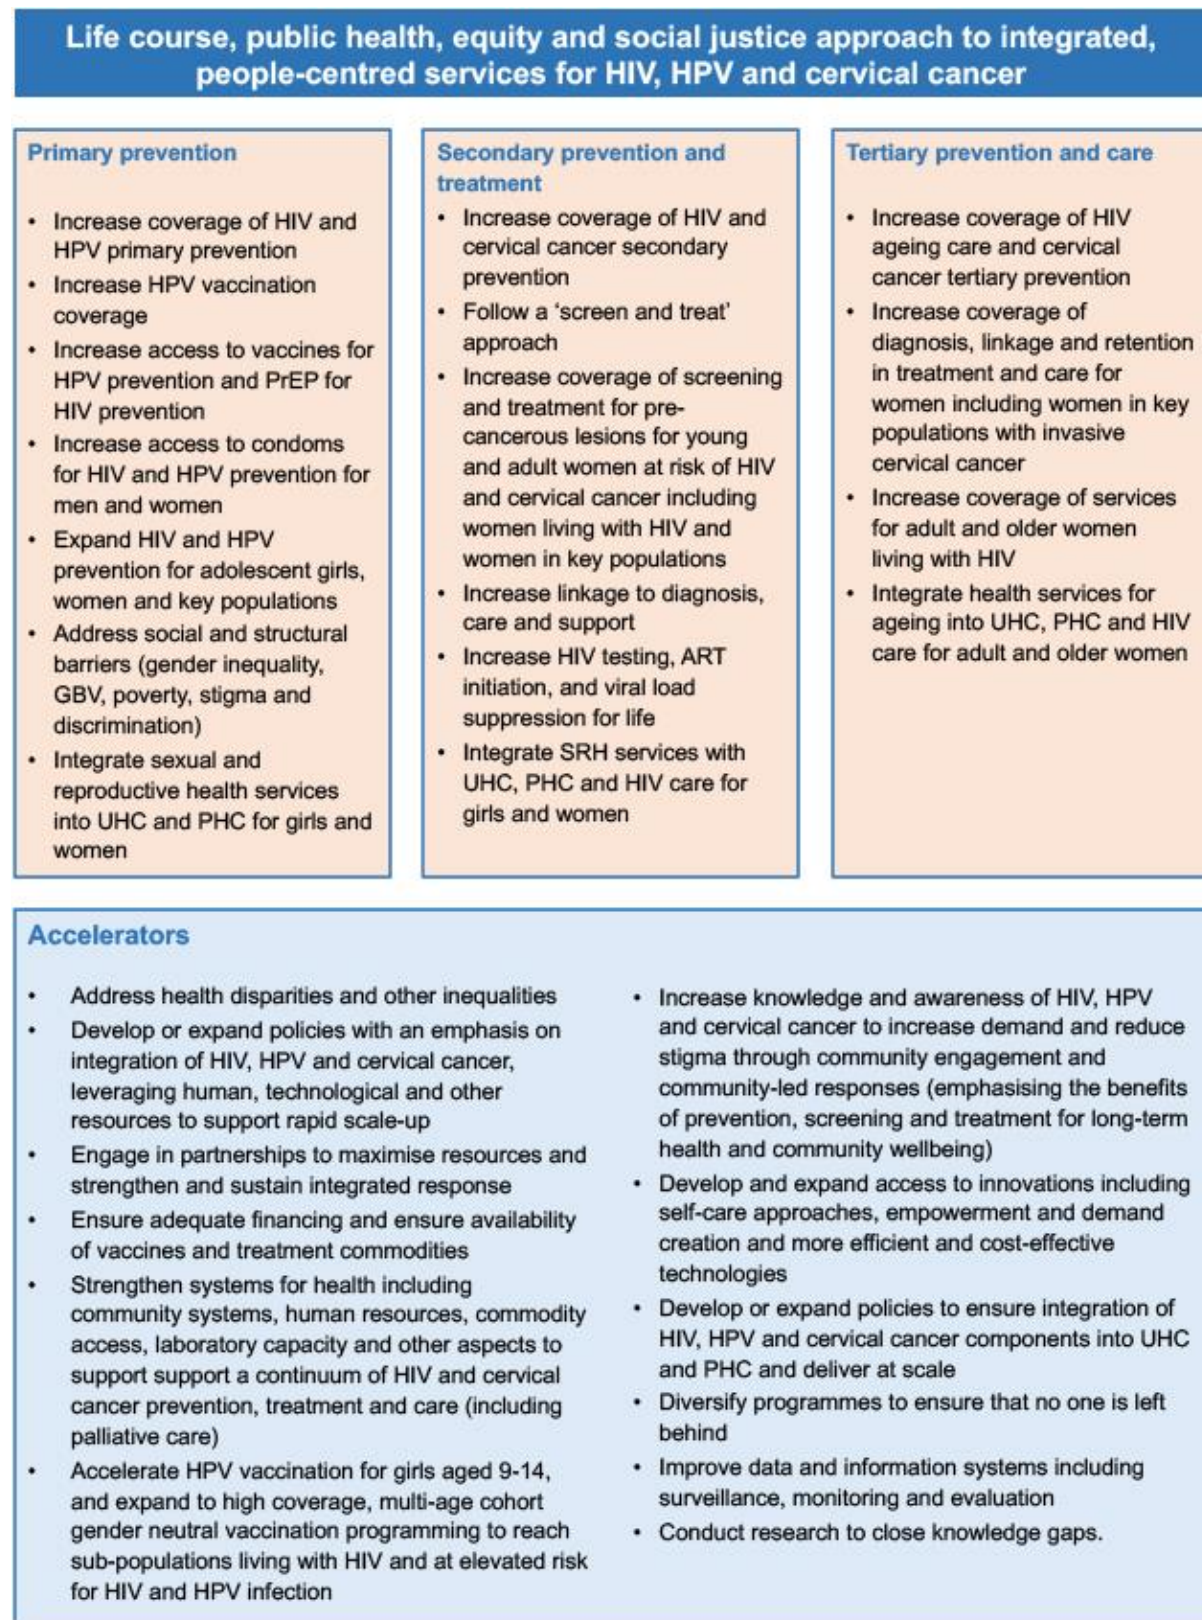 Life course, public health, equity and social justice approach to integrated,
people-centred services for HIV, HPV and cervical cancer
Primary prevention
• Increase coverage of HIV and
HPV primary prevention
• Increase HPV vaccination
coverage
• Increase access to vaccines for
HPV prevention and PrEP for
HIV prevention
• Increase access to condoms
for HIV and HPV prevention for
men and women
• Expand HIV and HPV
prevention for adolescent girls,
women and key populations
• Address social and structural
barriers (gender inequality,
GBV, poverty, stigma and
discrimination)
• Integrate sexual and
reproductive health services
into UHC and PHC for girls and
women
Secondary prevention and
treatment
• Increase coverage of HIV and
cervical cancer secondary
prevention
• Follow a ‘screen and treat’
approach
• Increase coverage of screening
and treatment for pre-
cancerous lesions for young
and adult women at risk of HIV
and cervical cancer including
women living with HIV and
women in key populations
• Increase linkage to diagnosis,
care and support
• Increase HIV testing, ART
initiation, and viral load
suppression for life
• Integrate SRH services with
UHC, PHC and HIV care for
girls and women
Tertiary prevention and care
• Increase coverage of HIV
ageing care and cervical
cancer tertiary prevention
• Increase coverage of
diagnosis, linkage and retention
in treatment and care for
women including women in key
populations with invasive
cervical cancer
• Increase coverage of services
for adult and older women
living with HIV
• Integrate health services for
ageing into UHC, PHC and HIV
care for adult and older women
Accelerators
• Address health disparities and other inequalities
• Develop or expand policies with an emphasis on
integration of HIV, HPV and cervical cancer,
leveraging human, technological and other
resources to support rapid scale-up
• Engage in partnerships to maximise resources and
strengthen and sustain integrated response
• Ensure adequate financing and ensure availability
of vaccines and treatment commodities
• Strengthen systems for health including
community systems, human resources, commodity
access, laboratory capacity and other aspects to
support support a continuum of HIV and cervical
cancer prevention, treatment and care (including
palliative care)
• Accelerate HPV vaccination for girls aged 9-14,
and expand to high coverage, multi-age cohort
gender neutral vaccination programming to reach
sub-populations living with HIV and at elevated risk
for HIV and HPV infection
• Increase knowledge and awareness of HIV, HPV
and cervical cancer to increase demand and reduce
stigma through community engagement and
community-led responses (emphasising the benefits
of prevention, screening and treatment for long-term
health and community wellbeing)
• Develop and expand access to innovations including
self-care approaches, empowerment and demand
creation and more efficient and cost-effective
technologies
• Develop or expand policies to ensure integration of
HIV, HPV and cervical cancer components into UHC
and PHC and deliver at scale
• Diversify programmes to ensure that no one is left
behind
• Improve data and information systems including
surveillance, monitoring and evaluation
• Conduct research to close knowledge gaps.